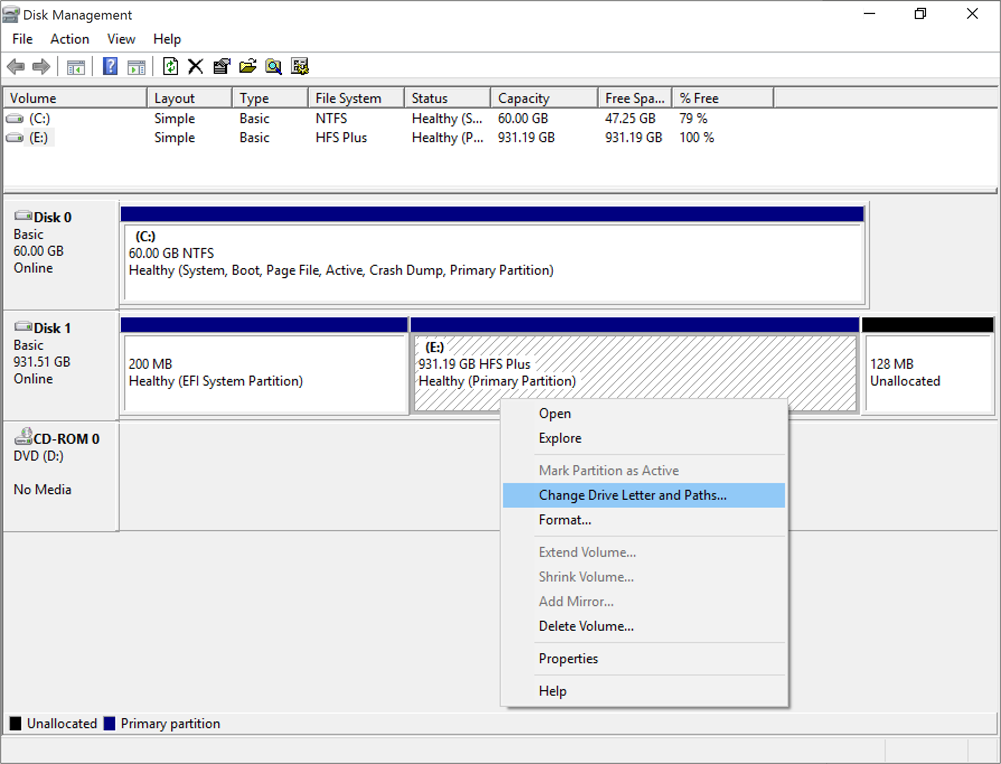 Disk Management
File Action View Help
Volume Layout Type File System Status Capacity Free Spa... % Free
(C:) Simple Basic NTFS Healthy (S... 60.00 GB 47.25 GB 79 %
(E:) Simple Basic HFS Plus Healthy (P... 931.19 GB 931.19 GB 100 %
Disk 0
Basic
60.00 GB
Online
(C:)
60.00 GB NTFS
Healthy (System, Boot, Page File, Active, Crash Dump, Primary Partition)
Disk 1
Basic
931.51 GB
Online
200 MB
Healthy (EFI System Partition)
(E:)
931.19 GB HFS Plus
Healthy (Primary Partition)
128 MB
Unallocated
CD-ROM 0
DVD (D:)
No Media
Open
Explore
Mark Partition as Active
Change Drive Letter and Paths...
Format...
Extend Volume...
Shrink Volume...
Add Mirror...
Delete Volume...
Properties
Help
Unallocated Primary partition